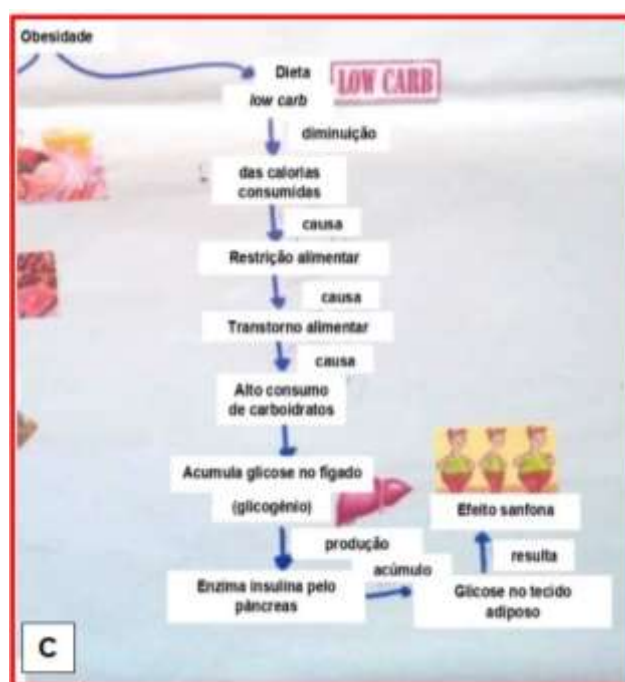 Obesidade
Dieta
LOW CARB
low carb
diminuição
das calorias
consumidas
causa
Restrição alimentar
causa
Transtorno alimentar
causa
Alto consumo
de carboidratos
Acumula glicose no fígado
(glicogênio)
produção
Enzima insulina pelo
pâncreas
acúmulo
Glicose no tecido
adiposo
resulta
Efeito sanfona
C